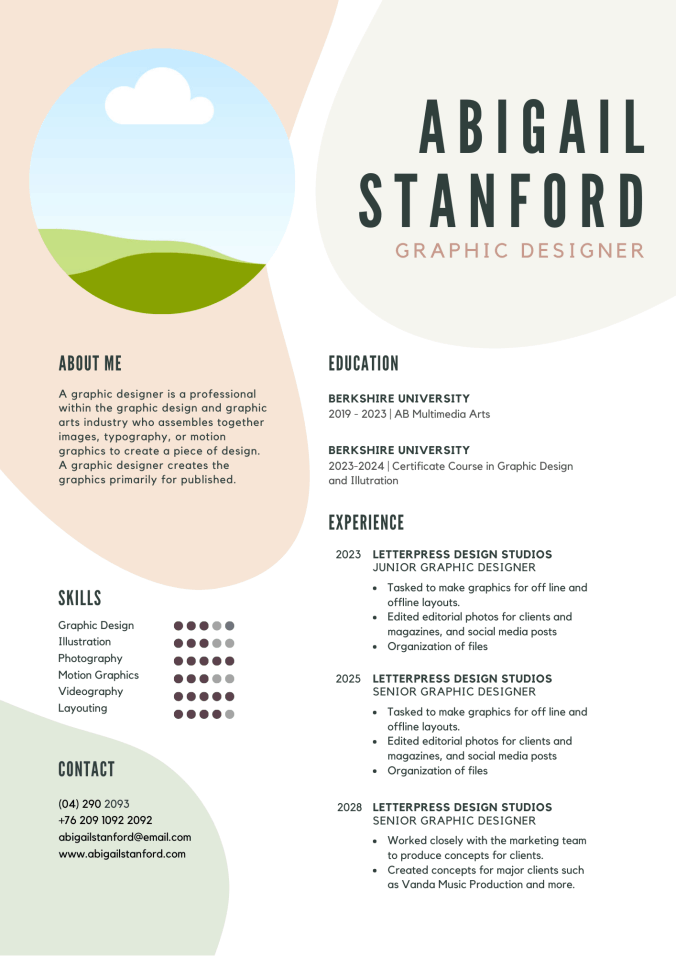 ABIGAIL
STANFORD
GRAPHIC DESIGNER
ABOUT ME
A graphic designer is a professional
within the graphic design and graphic
arts industry who assembles together
images, typography, or motion
graphics to create a piece of design.
A graphic designer creates the
graphics primarily for published.
SKILLS
Graphic Design
Illustration
Photography
Motion Graphics
Videography
Layouting
CONTACT
(04) 290 2093
+76 209 1092 2092
abigailstanford@email.com
www.abigailstanford.com
EDUCATION
BERKSHIRE UNIVERSITY
2019 - 2023 | AB Multimedia Arts
BERKSHIRE UNIVERSITY
2023-2024 | Certificate Course in Graphic Design
and Illutration
EXPERIENCE
2023 LETTERPRESS DESIGN STUDIOS
JUNIOR GRAPHIC DESIGNER
• Tasked to make graphics for off line and
offline layouts.
• Edited editorial photos for clients and
magazines, and social media posts
• Organization of files
2025 LETTERPRESS DESIGN STUDIOS
SENIOR GRAPHIC DESIGNER
• Tasked to make graphics for off line and
offline layouts.
• Edited editorial photos for clients and
magazines, and social media posts
• Organization of files
2028 LETTERPRESS DESIGN STUDIOS
SENIOR GRAPHIC DESIGNER
• Worked closely with the marketing team
to produce concepts for clients.
• Created concepts for major clients such
as Vanda Music Production and more.